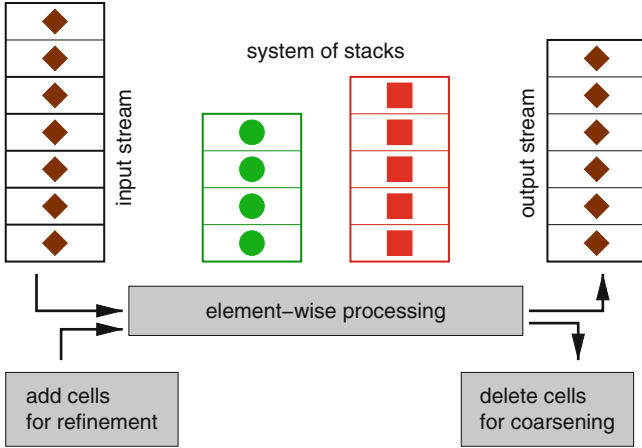 system of stacks
input stream
output stream
element–wise processing
add cells
for refinement
delete cells
for coarsening